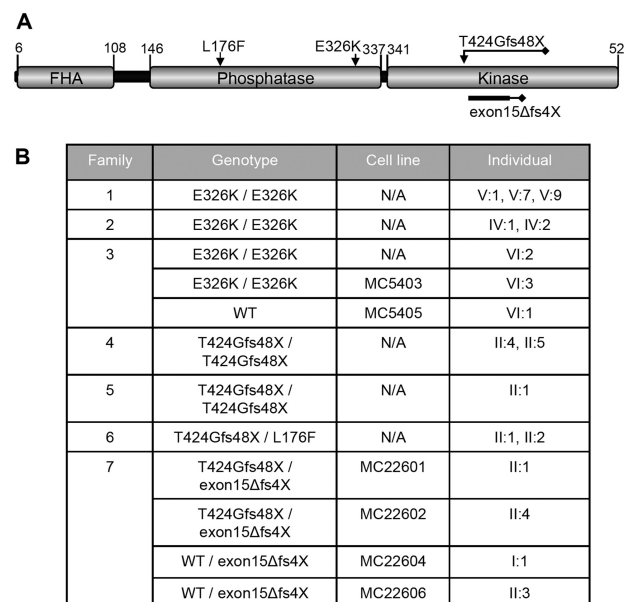 A
6 108 146 L176F E326K 337 341 T424Gfs48X 52
FHA Phosphatase Kinase
exon15Δfs4X
B
Family Genotype Cell line Individual
1 E326K / E326K N/A V:1, V:7, V:9
2 E326K / E326K N/A IV:1, IV:2
3 E326K / E326K N/A VI:2
E326K / E326K MC5403 VI:3
WT MC5405 VI:1
4 T424Gfs48X / N/A II:4, II:5
T424Gfs48X
5 T424Gfs48X / N/A II:1
T424Gfs48X
6 T424Gfs48X / L176F N/A II:1, II:2
7 T424Gfs48X / MC22601 II:1
exon15Δfs4X
T424Gfs48X / MC22602 II:4
exon15Δfs4X
WT / exon15Δfs4X MC22604 I:1
WT / exon15Δfs4X MC22606 II:3